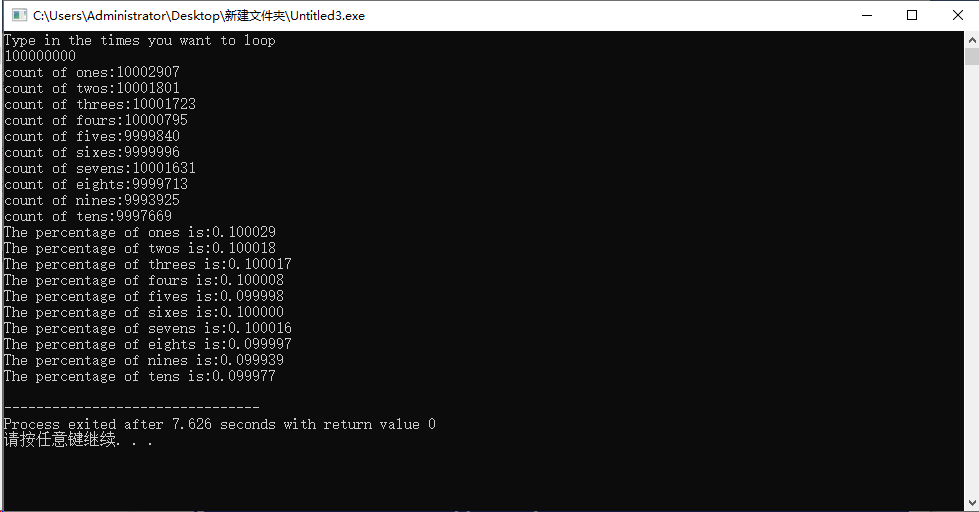 C:\Users\Administrator\Desktop\新建文件夹\Untitled3.exe
Type in the times you want to loop
100000000
count of ones:10002907
count of twos:10001801
count of threes:10001723
count of fours:10000795
count of fives:9999840
count of sixes:9999996
count of sevens:10001631
count of eights:9999713
count of nines:9993925
count of tens:9997669
The percentage of ones is:0.100029
The percentage of twos is:0.100018
The percentage of threes is:0.100017
The percentage of fours is:0.100008
The percentage of fives is:0.099998
The percentage of sixes is:0.100000
The percentage of sevens is:0.100016
The percentage of eights is:0.099997
The percentage of nines is:0.099939
The percentage of tens is:0.099977
--------------------------------
Process exited after 7.626 seconds with return value 0
请按任意键继续. . .